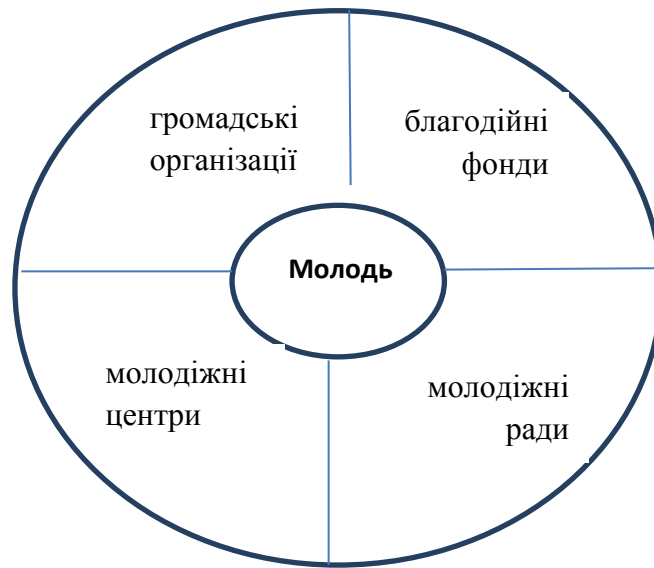 громадські
організації
благодійні
фонди
Молодь
молодіжні
центри
молодіжні
ради